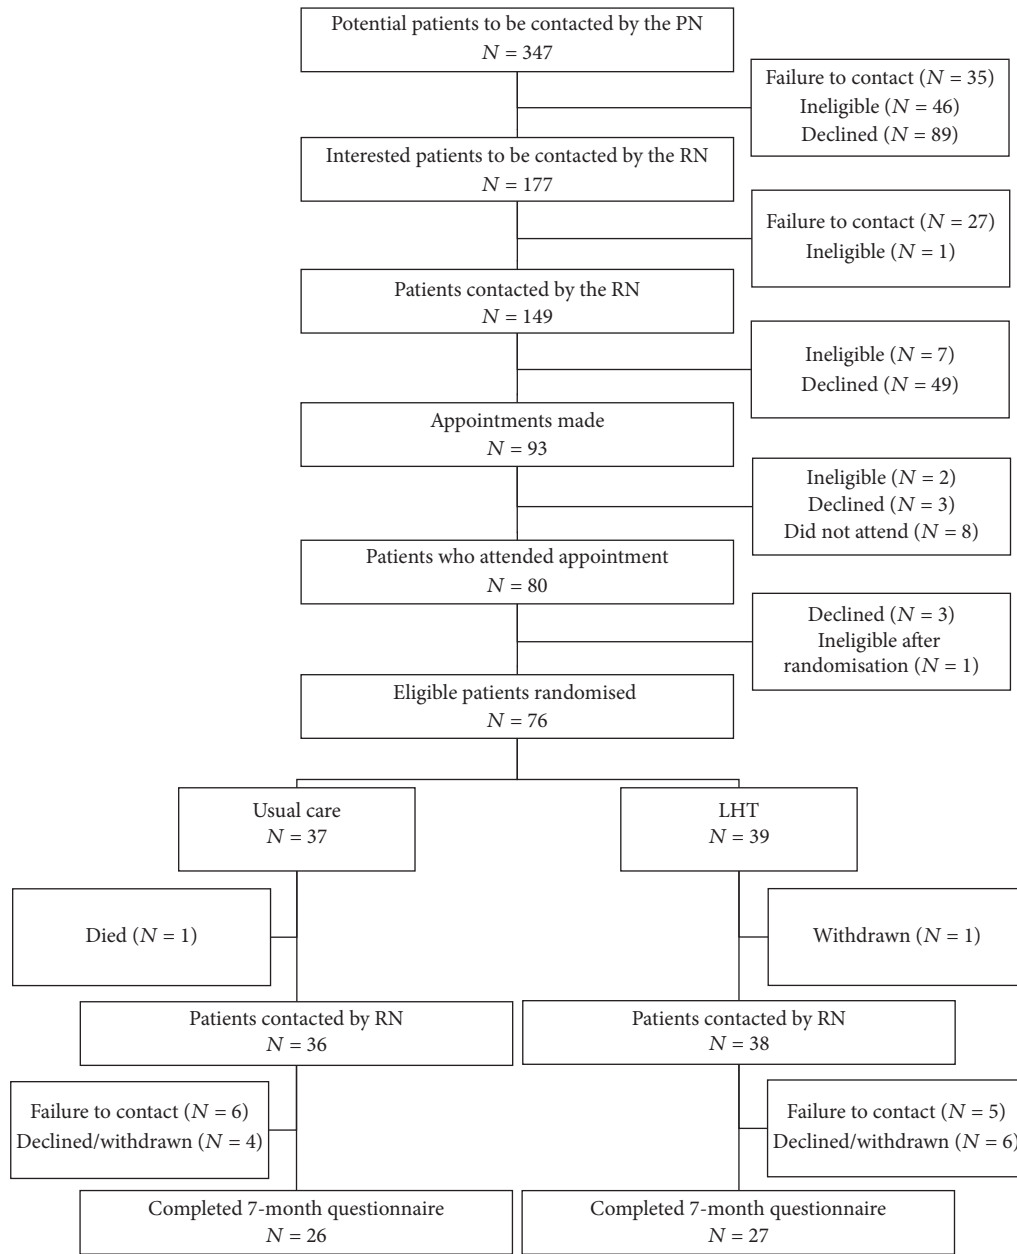 Potential patients to be contacted by the PN
N = 347
Failure to contact (N = 35)
Ineligible (N = 46)
Declined (N = 89)
Interested patients to be contacted by the RN
N = 177
Failure to contact (N = 27)
Ineligible (N = 1)
Patients contacted by the RN
N = 149
Ineligible (N = 7)
Declined (N = 49)
Appointments made
N = 93
Ineligible (N = 2)
Declined (N = 3)
Did not attend (N = 8)
Patients who attended appointment
N = 80
Declined (N = 3)
Ineligible after
randomisation (N = 1)
Eligible patients randomised
N = 76
Usual care
N = 37
LHT
N = 39
Died (N = 1)
Withdrawn (N = 1)
Patients contacted by RN
N = 36
Patients contacted by RN
N = 38
Failure to contact (N = 6)
Declined/withdrawn (N = 4)
Failure to contact (N = 5)
Declined/withdrawn (N = 6)
Completed 7-month questionnaire
N = 26
Completed 7-month questionnaire
N = 27